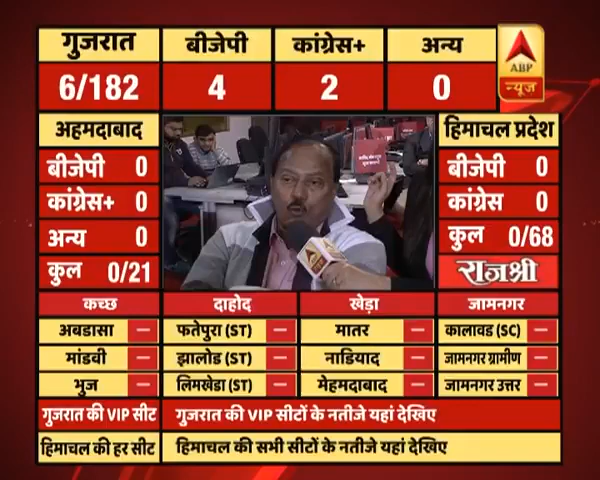 गुजरात बीजेपी कांग्रेस+ अन्य
6/182 4 2 0
ABP
न्यूज़
अहमदाबाद
बीजेपी 0
कांग्रेस+ 0
अन्य 0
कुल 0/21
हिमाचल प्रदेश
बीजेपी 0
कांग्रेस 0
कुल 0/68
राजश्री
abp
कच्छ दाहोद खेड़ा जामनगर
अबडासा – फतेपुरा (ST) – मातर – कालावड (SC) –
मांडवी – झालोड (ST) – नाडियाद – जामनगर ग्रामीण –
भुज – लिमखेडा (ST) – मेहमदाबाद – जामनगर उत्तर –
गुजरात की VIP सीट गुजरात की VIP सीटों के नतीजे यहां देखिए
हिमाचल की हर सीट हिमाचल की सभी सीटों के नतीजे यहां देखिए